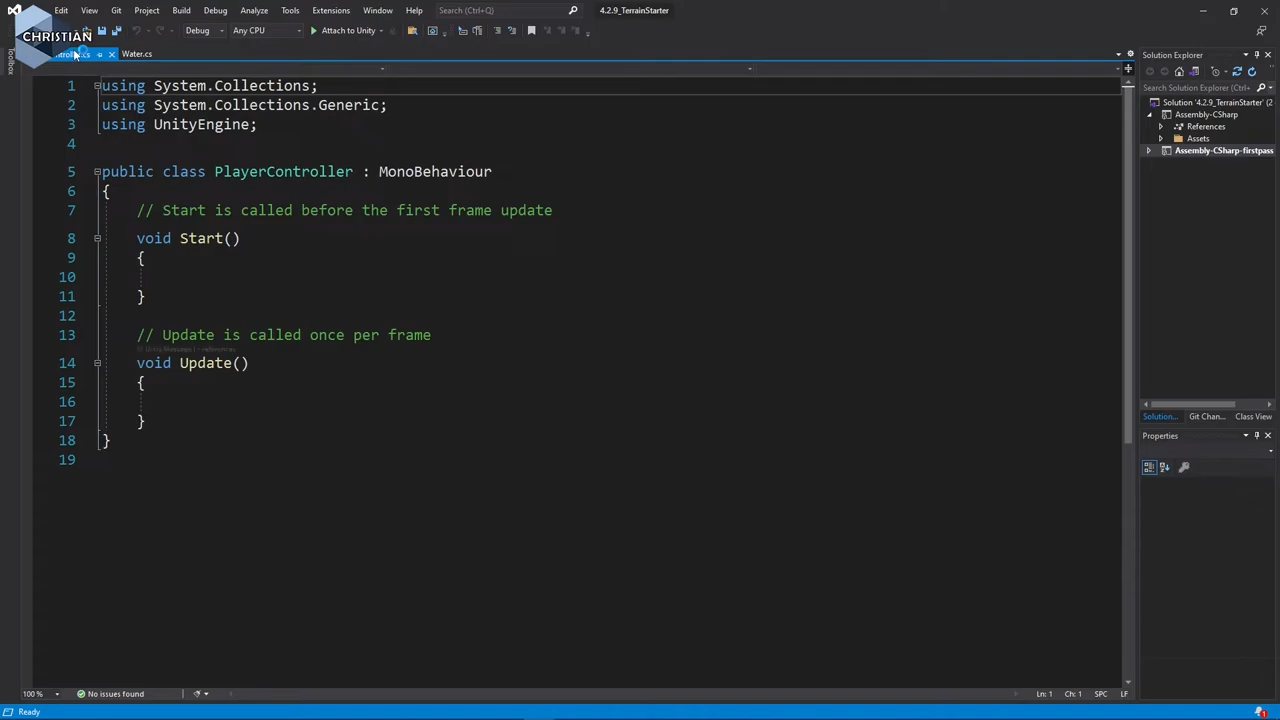 Edit View Project Build Debug Analyze Tools Extensions Window Help Search (Ctrl+Q) 4.2.9_TerrainStarter
CHRISTIAN
Debug Any CPU Attach to Unity
Water.cs
Toolbox
Solution Explorer
Search Solution Explorer (Ctrl+
Solution '4.2.9_TerrainStarter' (2
Assembly-CSharp
References
Assets
Assembly-CSharp-firstpass
Solution... Git Chan... Class View
Properties
1 using System.Collections;
2 using System.Collections.Generic;
3 using UnityEngine;
4
5 public class PlayerController : MonoBehaviour
6 {
7 // Start is called before the first frame update
8 void Start()
9 {
10
11 }
12
13 // Update is called once per frame
14 void Update()
15 {
16
17 }
18 }
19
100 % No issues found Ln: 1 Ch: 1 SPC LF
Ready 1